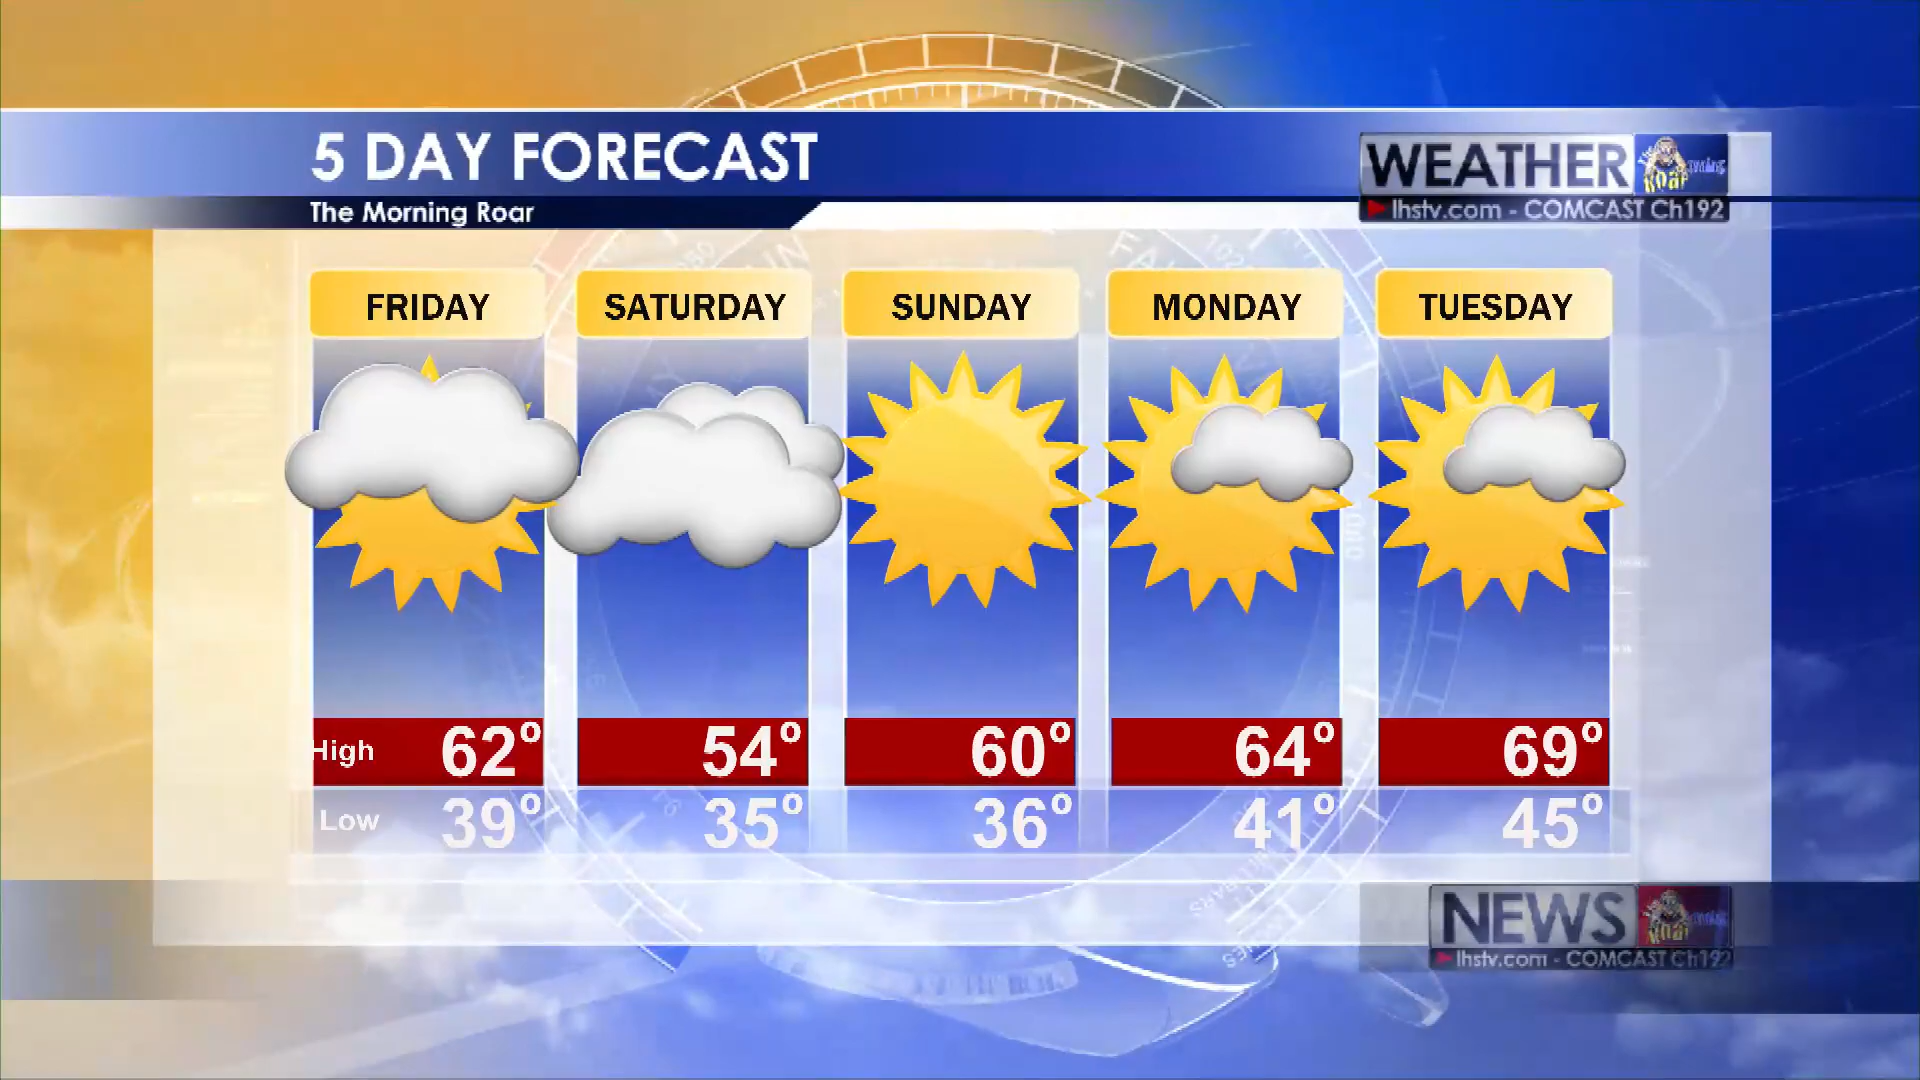 5 DAY FORECAST
The Morning Roar
WEATHER
lhstv.com - COMCAST Ch192
FRIDAY SATURDAY SUNDAY MONDAY TUESDAY
High 62° 54° 60° 64° 69°
Low 39° 35° 36° 41° 45°
NEWS
lhstv.com - COMCAST Ch192